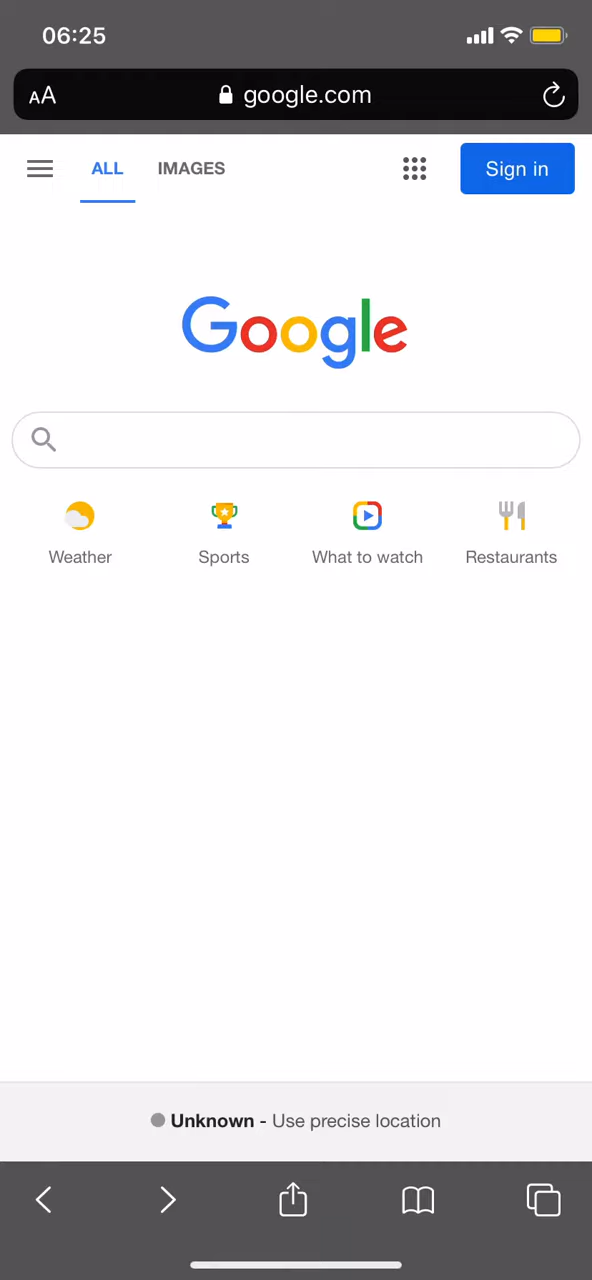 06:25
AA google.com
ALL IMAGES Sign in
Google
Weather Sports What to watch Restaurants
Unknown - Use precise location